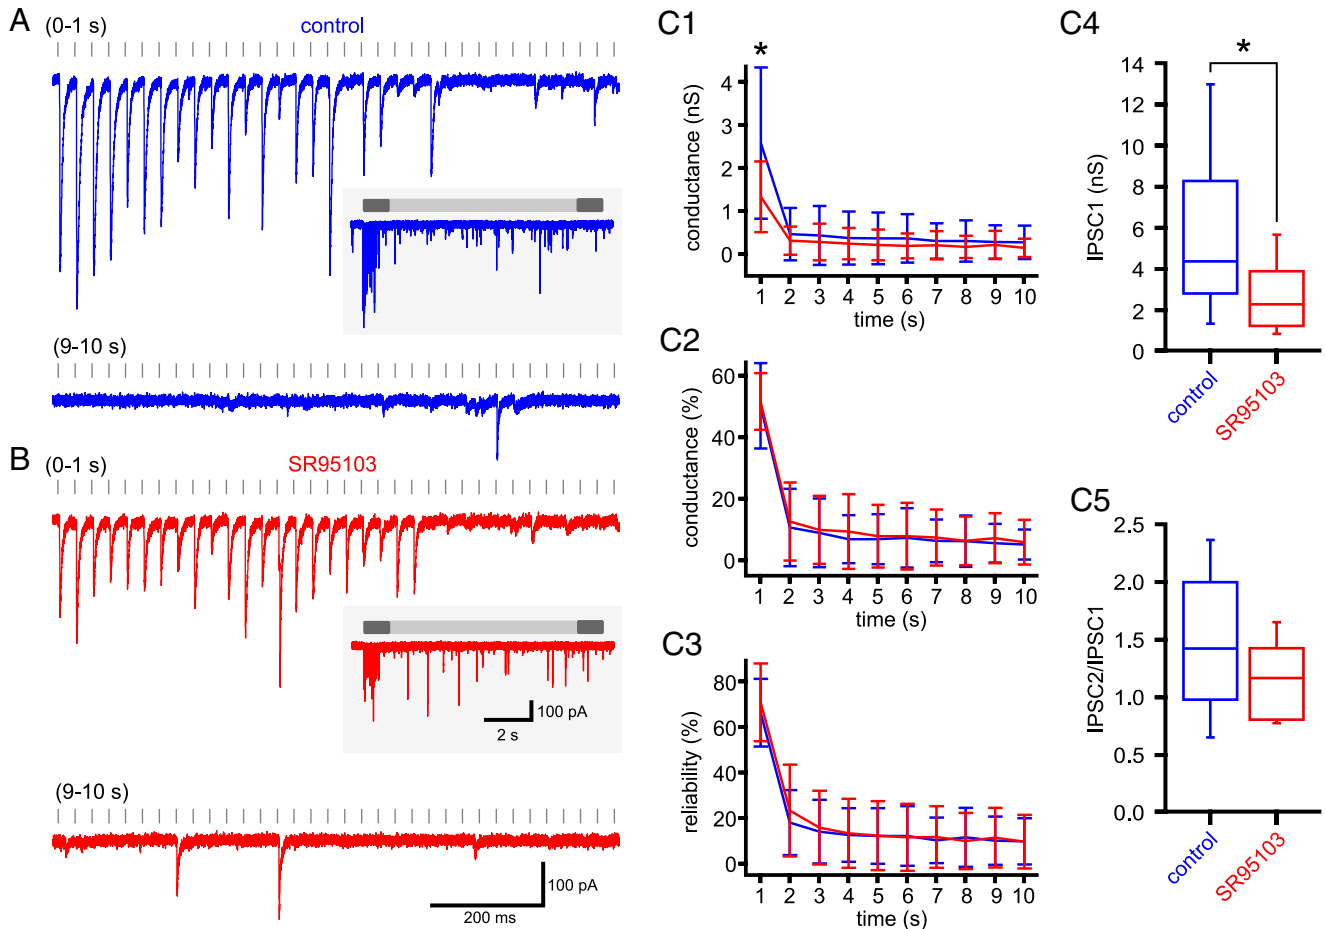 A
(0-1 s)
control
(9-10 s)
B
(0-1 s)
SR95103
100 pA
2 s
(9-10 s)
100 pA
200 ms
C1
*
conductance (nS)
4
3
2
1
0
1 2 3 4 5 6 7 8 9 10
time (s)
C2
conductance (%)
60
40
20
0
1 2 3 4 5 6 7 8 9 10
time (s)
C3
reliability (%)
80
60
40
20
0
1 2 3 4 5 6 7 8 9 10
time (s)
C4
*
IPSC1 (nS)
14
12
10
8
6
4
2
0
control
SR95103
C5
IPSC2/IPSC1
2.5
2.0
1.5
1.0
0.5
0.0
control
SR95103